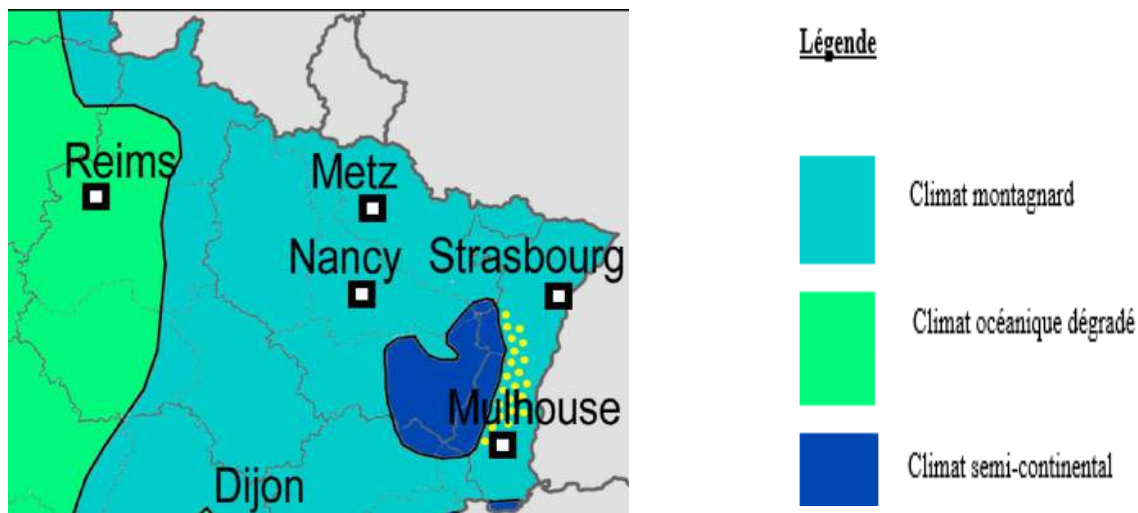 Reims
Metz
Nancy
Strasbourg
Mulhouse
Dijon
Légende
Climat montagnard
Climat océanique dégradé
Climat semi-continental